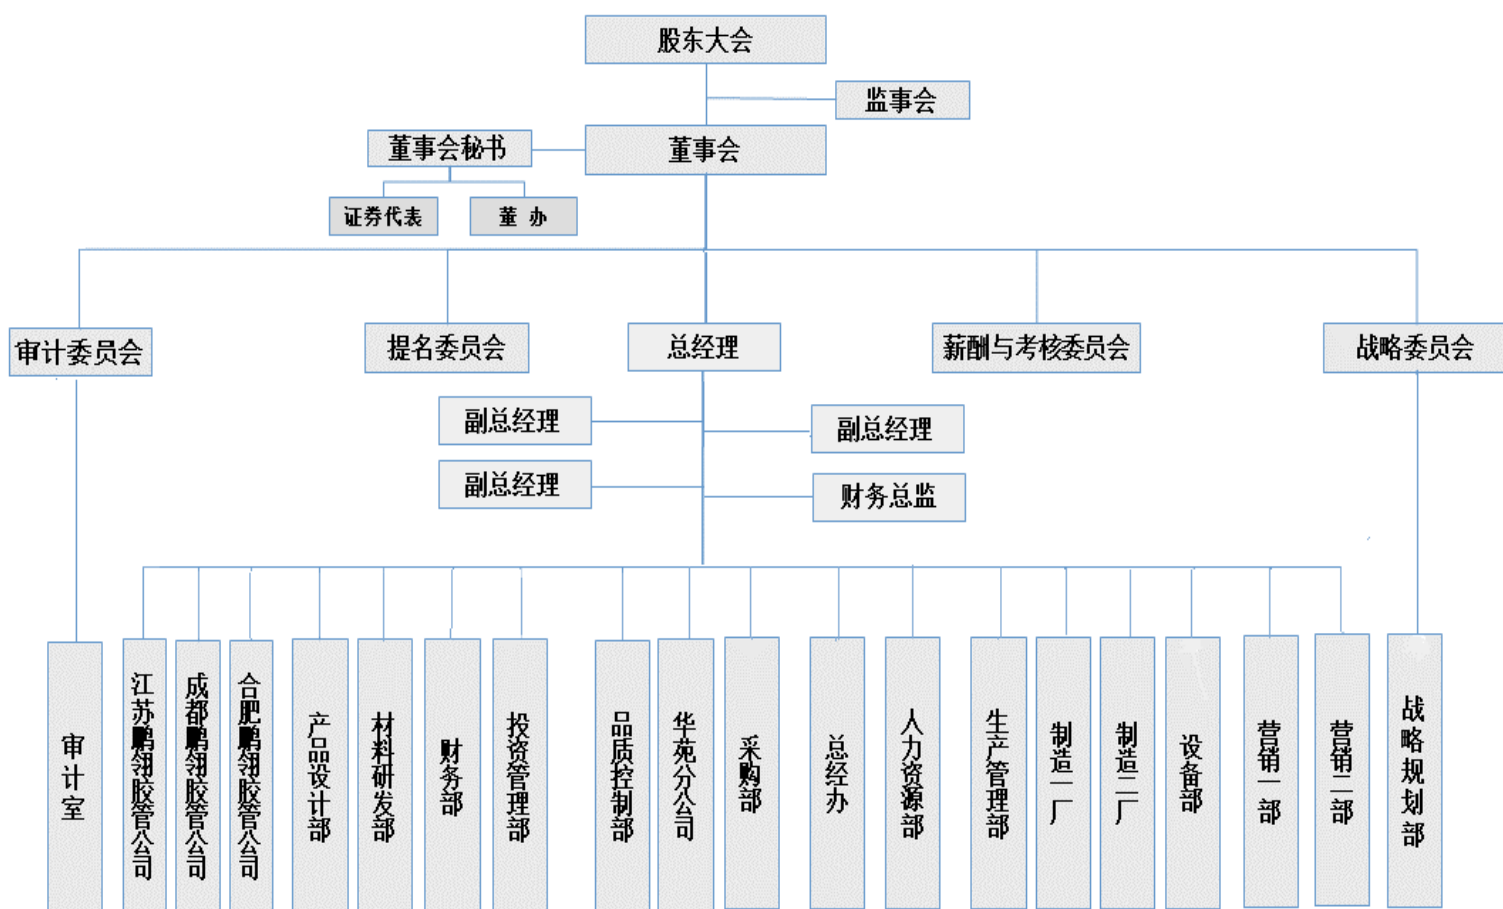 股东大会
监事会
董事会秘书
董事会
证券代表
董 办
审计委员会
提名委员会
总经理
薪酬与考核委员会
战略委员会
副总经理
副总经理
副总经理
财务总监
审计室
江苏鹏翎胶管公司
成都鹏翎胶管公司
合肥鹏翎胶管公司
产品设计部
材料研发部
财务部
投资管理部
品质控制部
华苑分公司
采购部
总经办
人力资源部
生产管理部
制造一厂
制造二厂
设备部
营销一部
营销二部
战略规划部